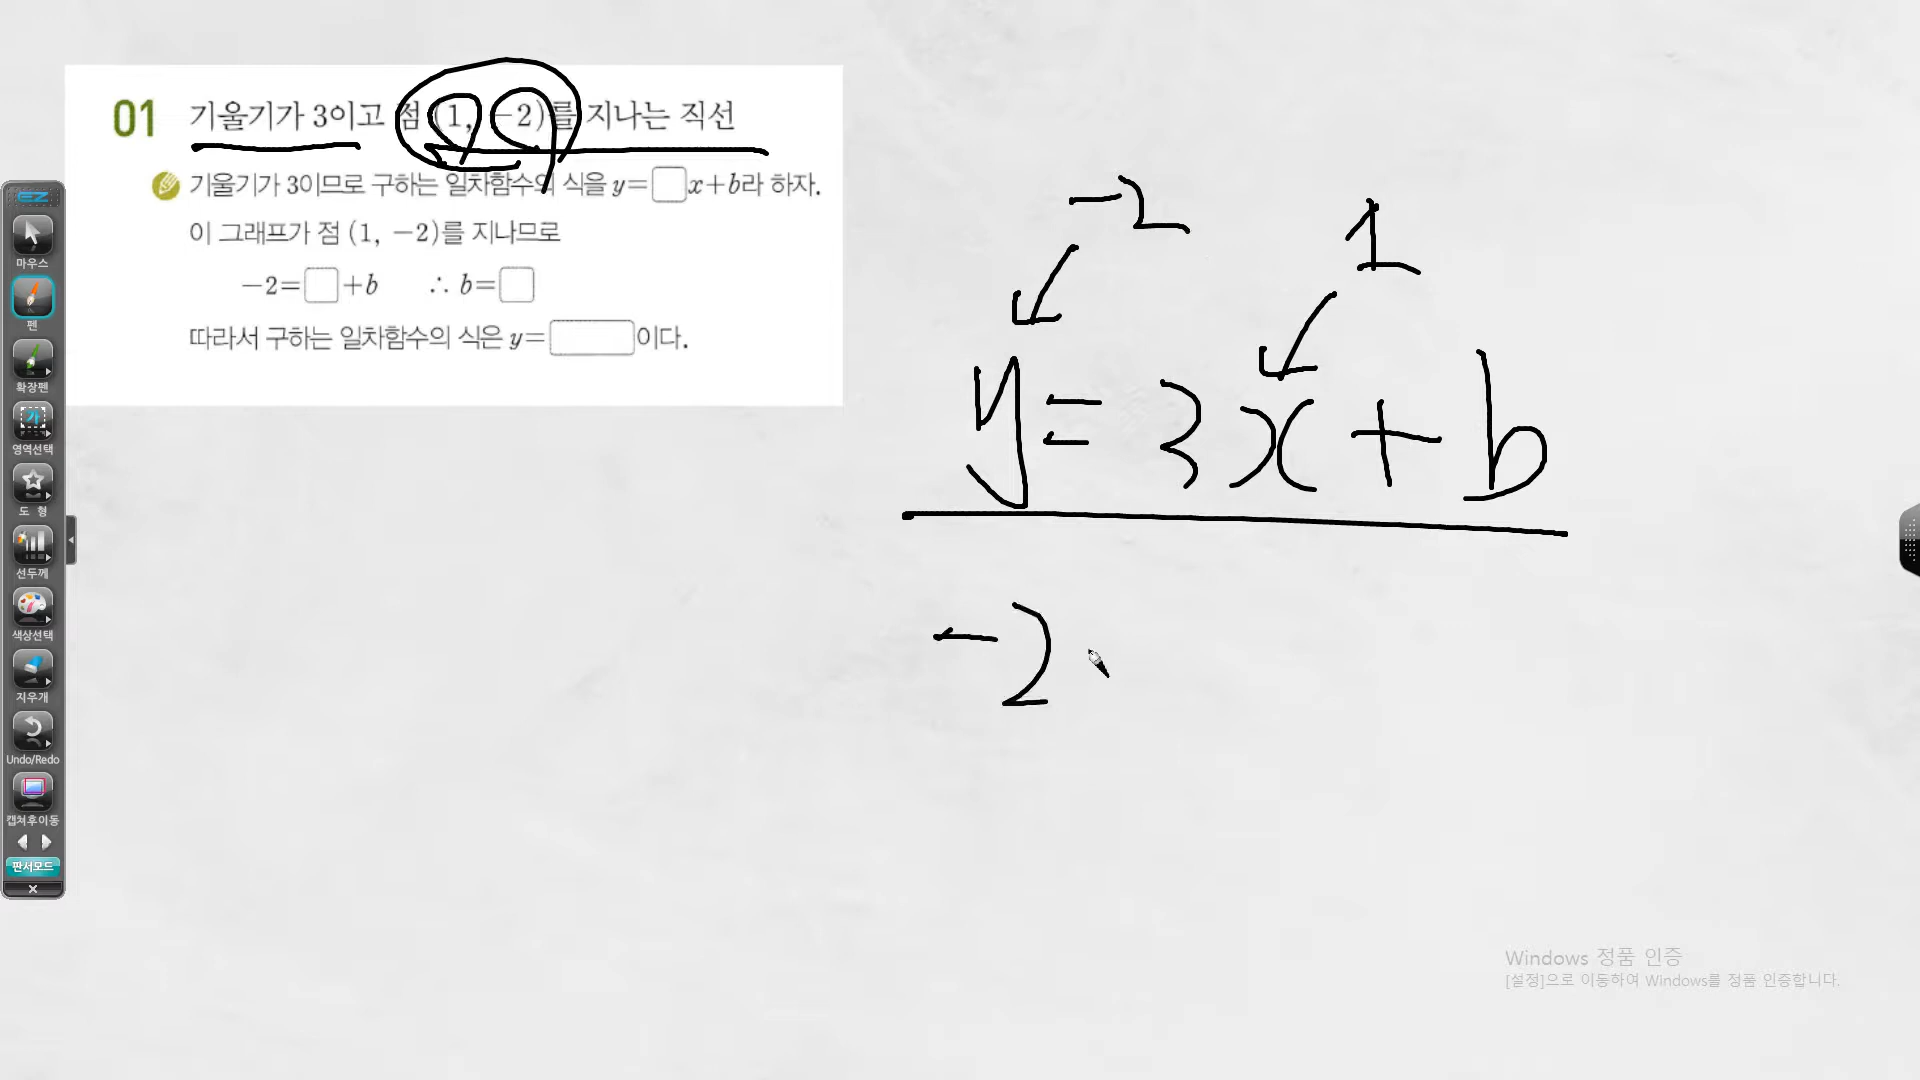 01 기울기가 3이고 점 (1, -2)를 지나는 직선
기울기가 3이므로 구하는 일차함수의 식을 y=□x+b라 하자.
이 그래프가 점 (1, -2)를 지나므로
-2=□+b ∴ b=□
따라서 구하는 일차함수의 식은 y=□이다.
-2 1
y=3x+b
-2
EZ
마우스
펜
확장펜
가
영역선택
도 형
선두께
색상선택
지우개
Undo/Redo
캡쳐후이동
판서모드
x
Windows 정품 인증
[설정]으로 이동하여 Windows를 정품 인증합니다.